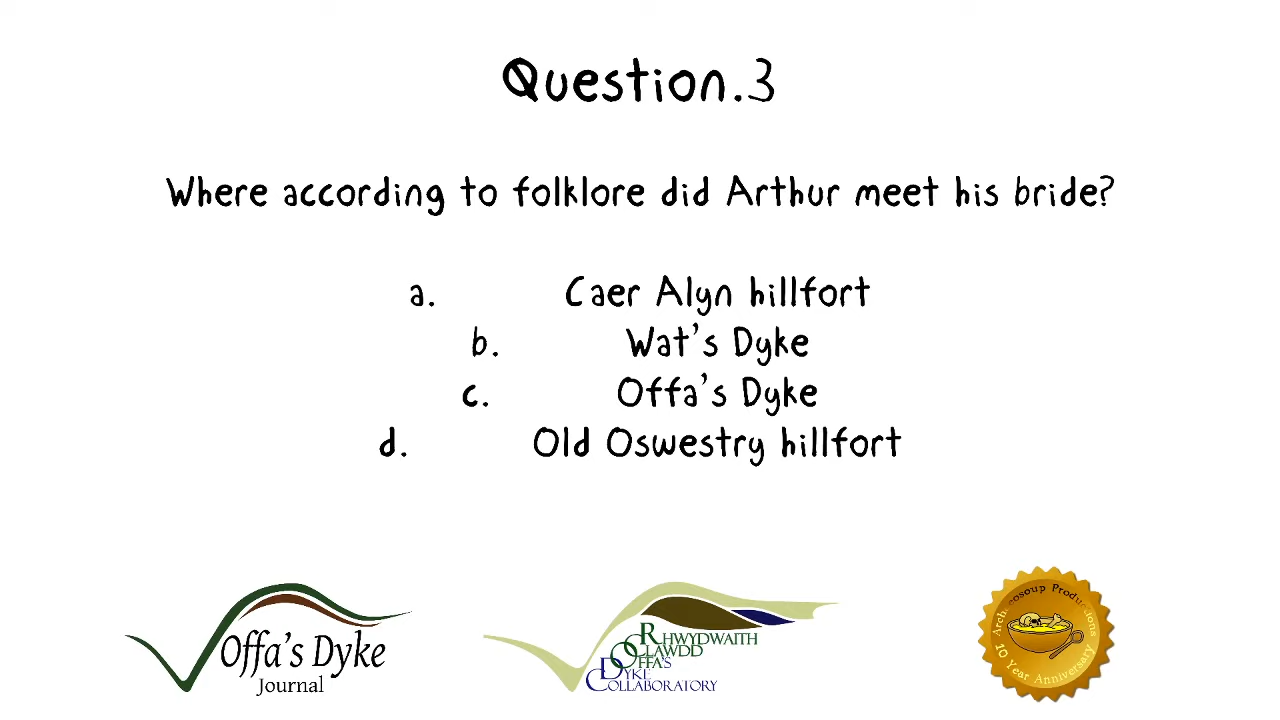 Question.3
Where according to folklore did Arthur meet his bride?
a. Caer Alyn hillfort
b. Wat's Dyke
c. Offa's Dyke
d. Old Oswestry hillfort
Offa's Dyke
Journal
RHWYDWAITH
CLAWDD
OFFA'S
DYKE
COLLABORATORY
Archaeosoup Productions
10 Year Anniversary